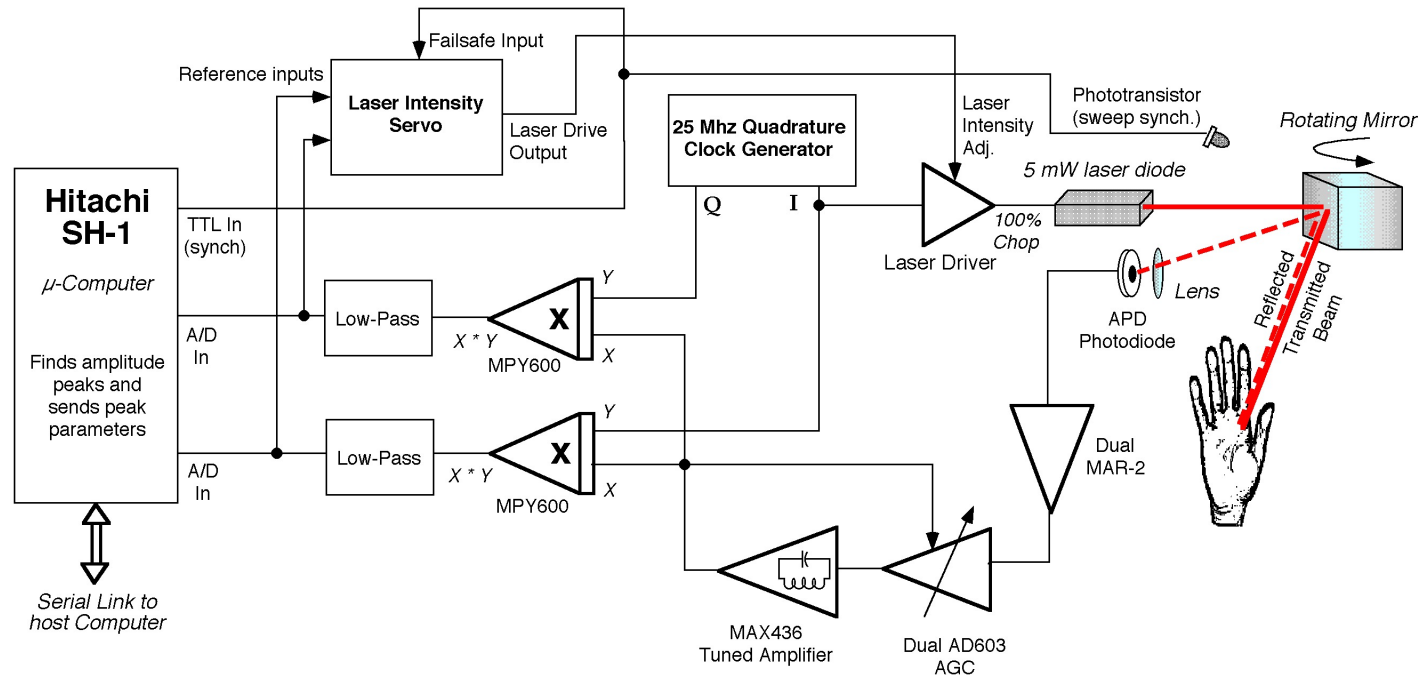 Failsafe Input
Reference inputs
Laser Intensity
Servo
Laser Drive
Output
25 Mhz Quadrature
Clock Generator
Q
I
Laser
Intensity
Adj.
Phototransistor
(sweep synch.)
Rotating Mirror
5 mW laser diode
100%
Chop
Laser Driver
Hitachi
SH-1
µ-Computer
Finds amplitude
peaks and
sends peak
parameters
TTL In
(synch)
A/D
In
A/D
In
Low-Pass
X * Y
X
Y
X
MPY600
Low-Pass
X * Y
X
Y
X
MPY600
Lens
APD
Photodiode
Reflected
Transmitted
Beam
Dual
MAR-2
MAX436
Tuned Amplifier
Dual AD603
AGC
Serial Link to
host Computer